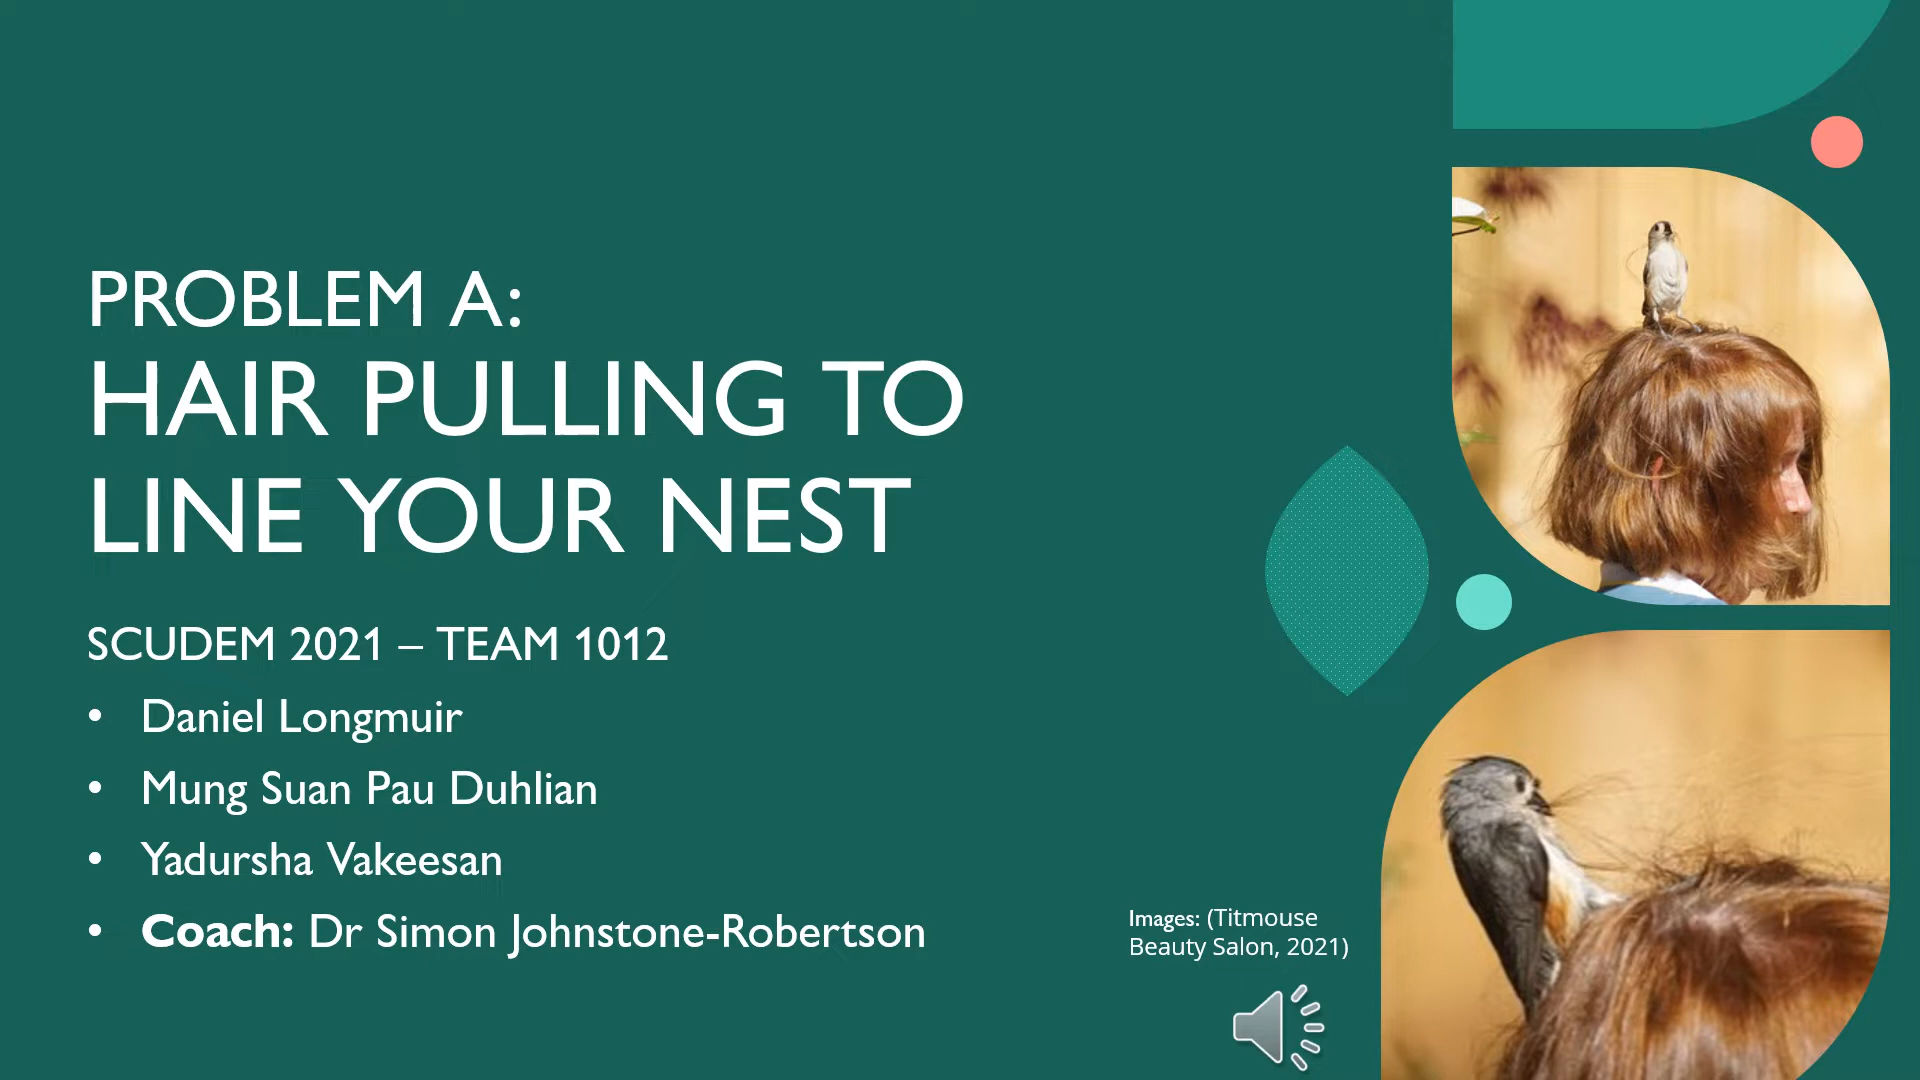 PROBLEM A:
HAIR PULLING TO
LINE YOUR NEST
SCUDEM 2021 – TEAM 1012
• Daniel Longmuir
• Mung Suan Pau Duhlian
• Yadursha Vakeesan
• Coach: Dr Simon Johnstone-Robertson
Images: (Titmouse
Beauty Salon, 2021)